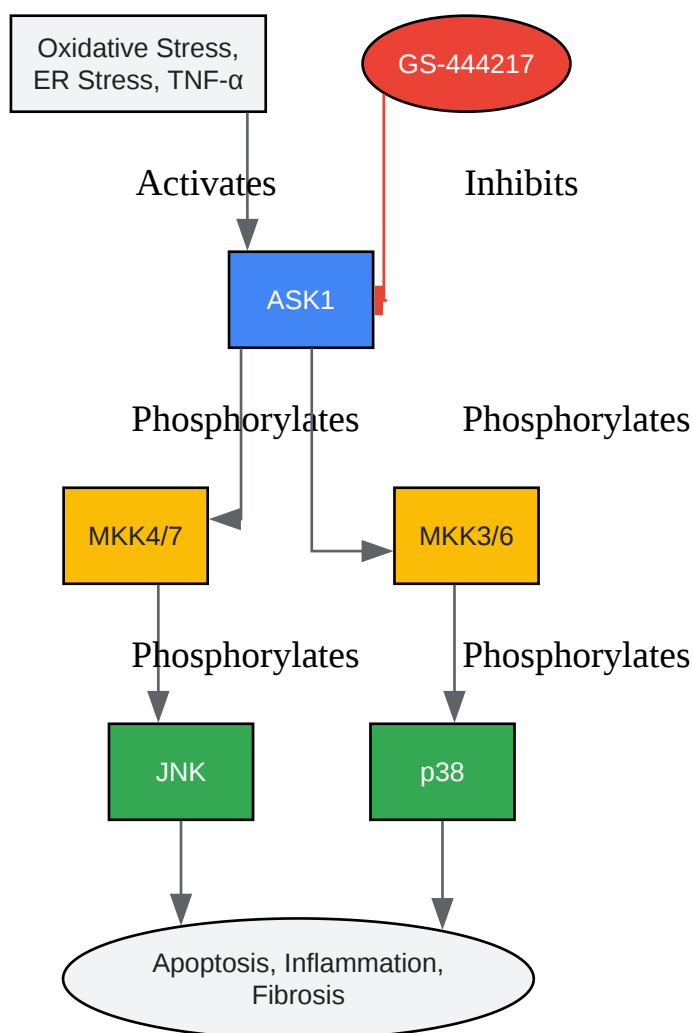 Oxidative Stress,
ER Stress, TNF-α
GS-444217
Activates
Inhibits
ASK1
Phosphorylates
Phosphorylates
MKK4/7
MKK3/6
Phosphorylates
Phosphorylates
JNK
p38
Apoptosis, Inflammation,
Fibrosis